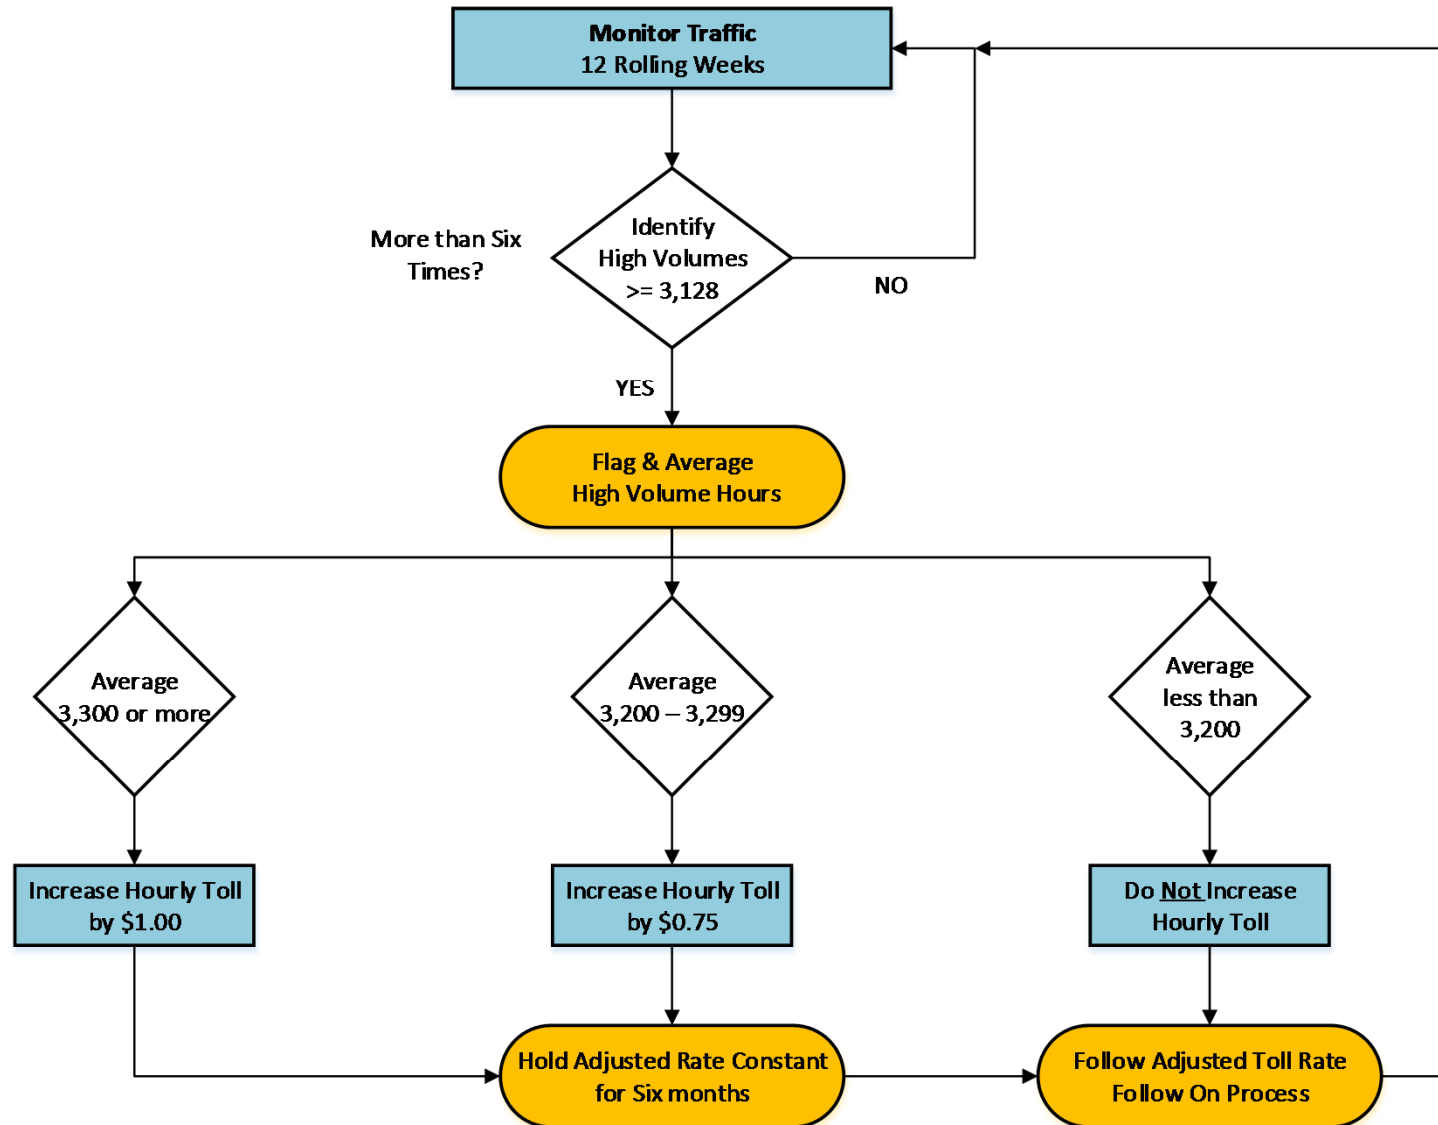 Monitor Traffic
12 Rolling Weeks
More than Six
Times?
Identify
High Volumes
>= 3,128
NO
YES
Flag & Average
High Volume Hours
Average
3,300 or more
Average
3,200 – 3,299
Average
less than
3,200
Increase Hourly Toll
by $1.00
Increase Hourly Toll
by $0.75
Do Not Increase
Hourly Toll
Hold Adjusted Rate Constant
for Six months
Follow Adjusted Toll Rate
Follow On Process